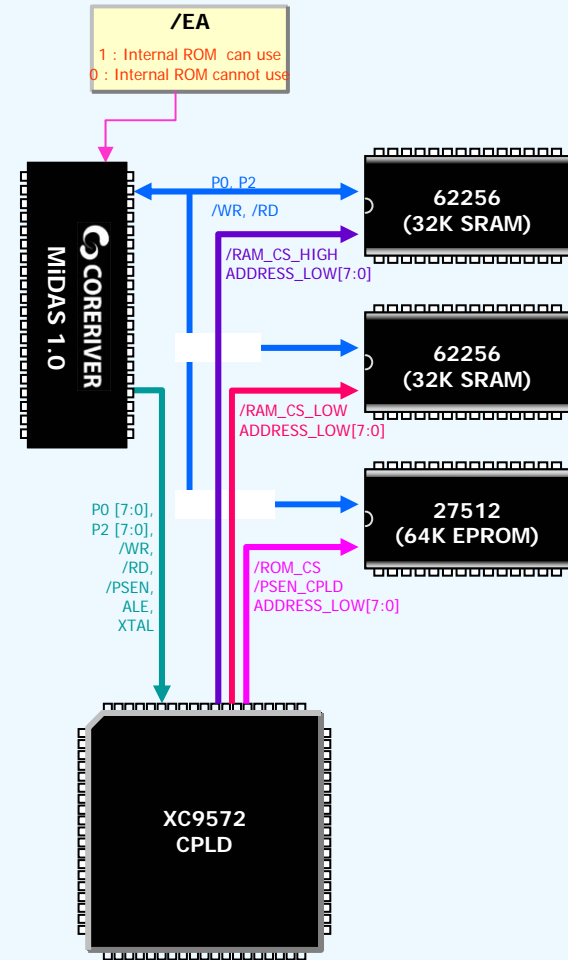 /EA
1 : Internal ROM can use
0 : Internal ROM cannot use
P0, P2
/WR, /RD
62256
(32K SRAM)
/RAM_CS_HIGH
ADDRESS_LOW[7:0]
CORERIVER
MiDAS 1.0
62256
(32K SRAM)
/RAM_CS_LOW
ADDRESS_LOW[7:0]
P0 [7:0],
P2 [7:0],
/WR,
/RD,
/PSEN,
ALE,
XTAL
27512
(64K EPROM)
/ROM_CS
/PSEN_CPLD
ADDRESS_LOW[7:0]
XC9572
CPLD